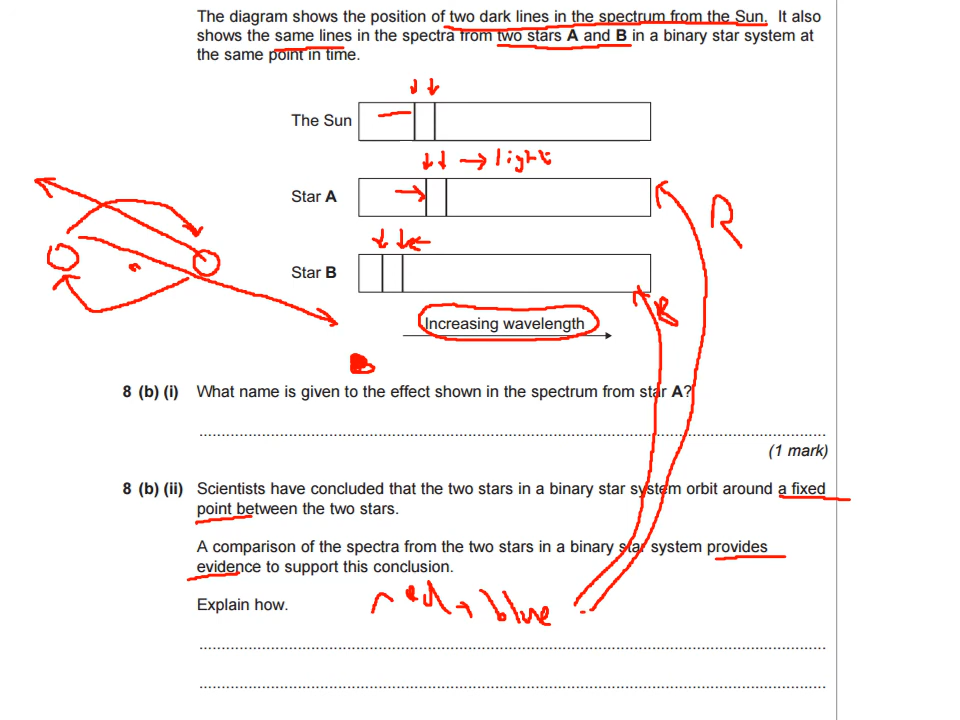 The diagram shows the position of two dark lines in the spectrum from the Sun. It also
shows the same lines in the spectra from two stars A and B in a binary star system at
the same point in time.
The Sun
→ light
Star A
R
Star B
Increasing wavelength
B
8 (b) (i) What name is given to the effect shown in the spectrum from star A?
(1 mark)
8 (b) (ii) Scientists have concluded that the two stars in a binary star system orbit around a fixed
point between the two stars.
A comparison of the spectra from the two stars in a binary star system provides
evidence to support this conclusion.
Explain how.
red → blue